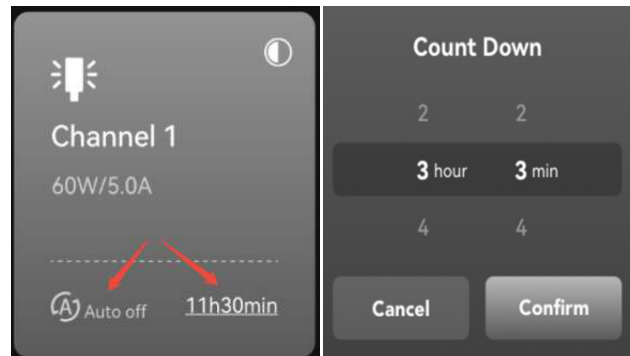 Channel 1
60W/5.0A
A Auto off 11h30min
Count Down
2 2
3 hour 3 min
4 4
Cancel Confirm